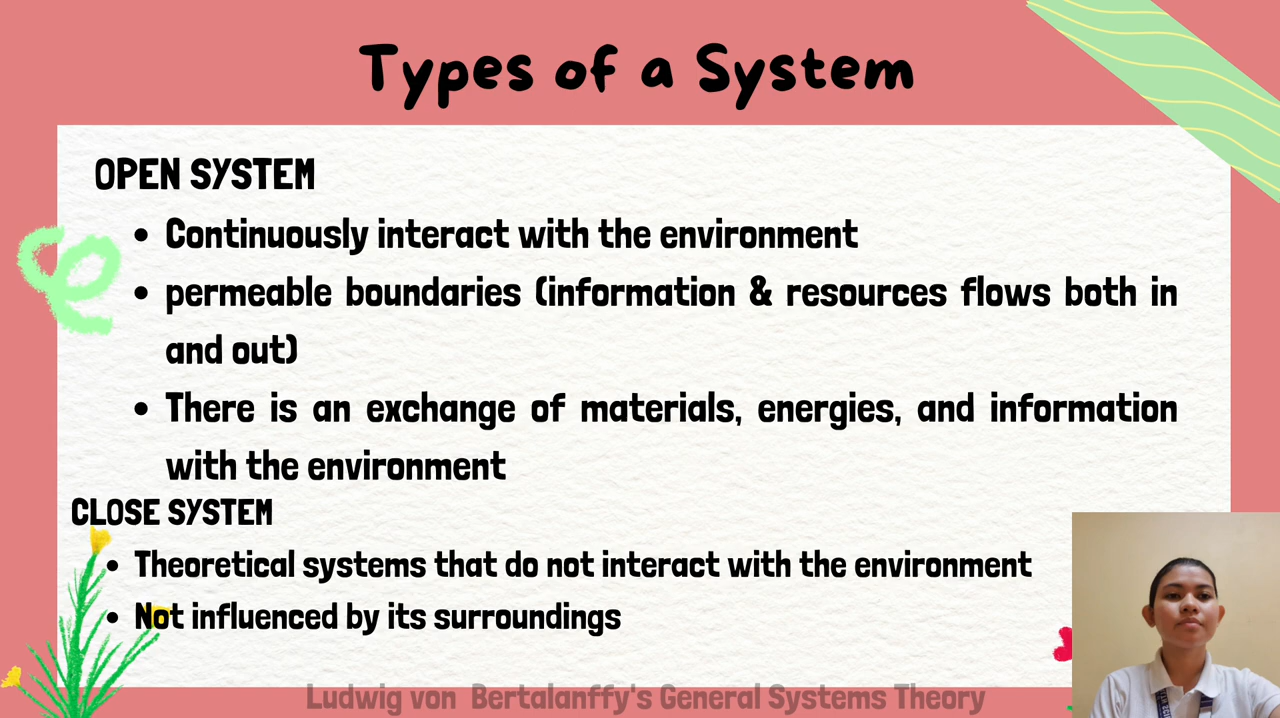 Types of a System
OPEN SYSTEM
• Continuously interact with the environment
• permeable boundaries (information & resources flows both in
and out)
• There is an exchange of materials, energies, and information
with the environment
CLOSE SYSTEM
• Theoretical systems that do not interact with the environment
• Not influenced by its surroundings
Ludwig von Bertalanffy's General Systems Theory